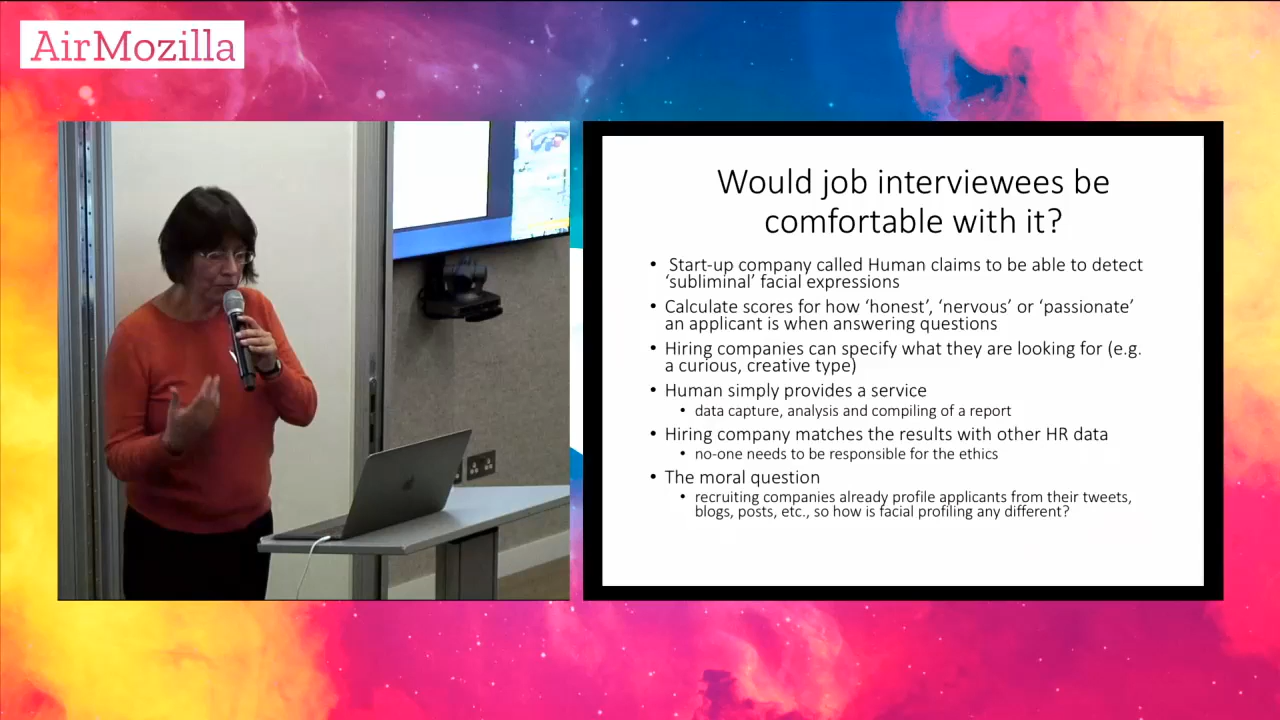 AirMozilla
Would job interviewees be
comfortable with it?
• Start-up company called Human claims to be able to detect
‘subliminal’ facial expressions
• Calculate scores for how ‘honest’, ‘nervous’ or ‘passionate’
an applicant is when answering questions
• Hiring companies can specify what they are looking for (e.g.
a curious, creative type)
• Human simply provides a service
• data capture, analysis and compiling of a report
• Hiring company matches the results with other HR data
• no-one needs to be responsible for the ethics
• The moral question
• recruiting companies already profile applicants from their tweets,
blogs, posts, etc., so how is facial profiling any different?